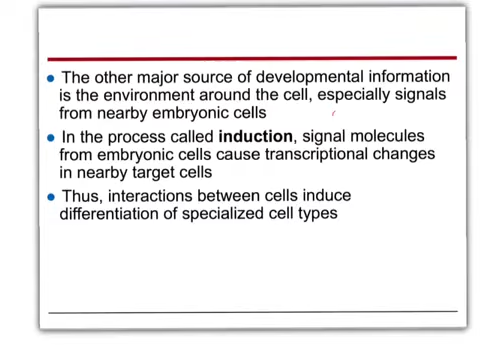 The other major source of developmental information
is the environment around the cell, especially signals
from nearby embryonic cells
In the process called induction, signal molecules
from embryonic cells cause transcriptional changes
in nearby target cells
Thus, interactions between cells induce
differentiation of specialized cell types